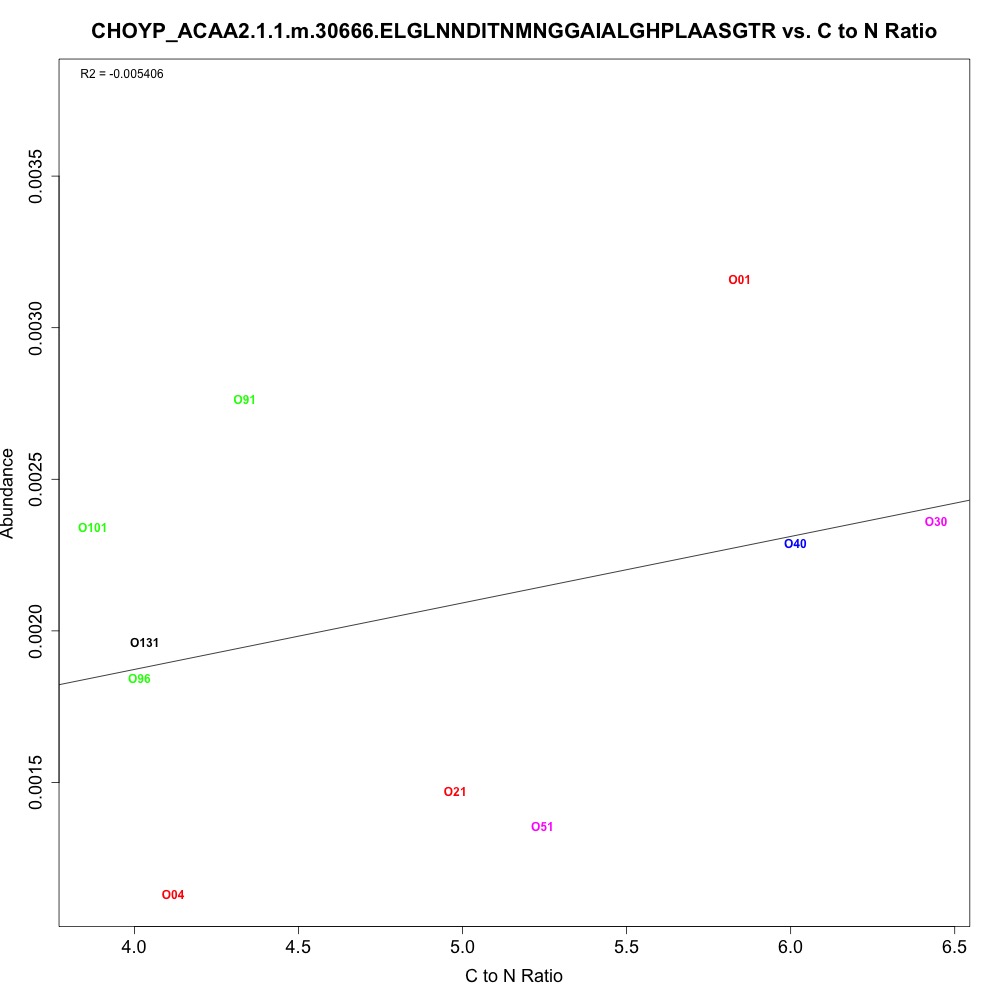 CHOYP_ACAA2.1.1.m.30666.ELGLNNDITNMNGGAIALGHPLAASGTR vs. C to N Ratio
R2 = -0.005406
0.0035
O01
0.0030
O91
0.0025
Abundance
O101
O30
O40
0.0020
O131
O96
0.0015
O21
O51
O04
4.0 4.5 5.0 5.5 6.0 6.5
C to N Ratio